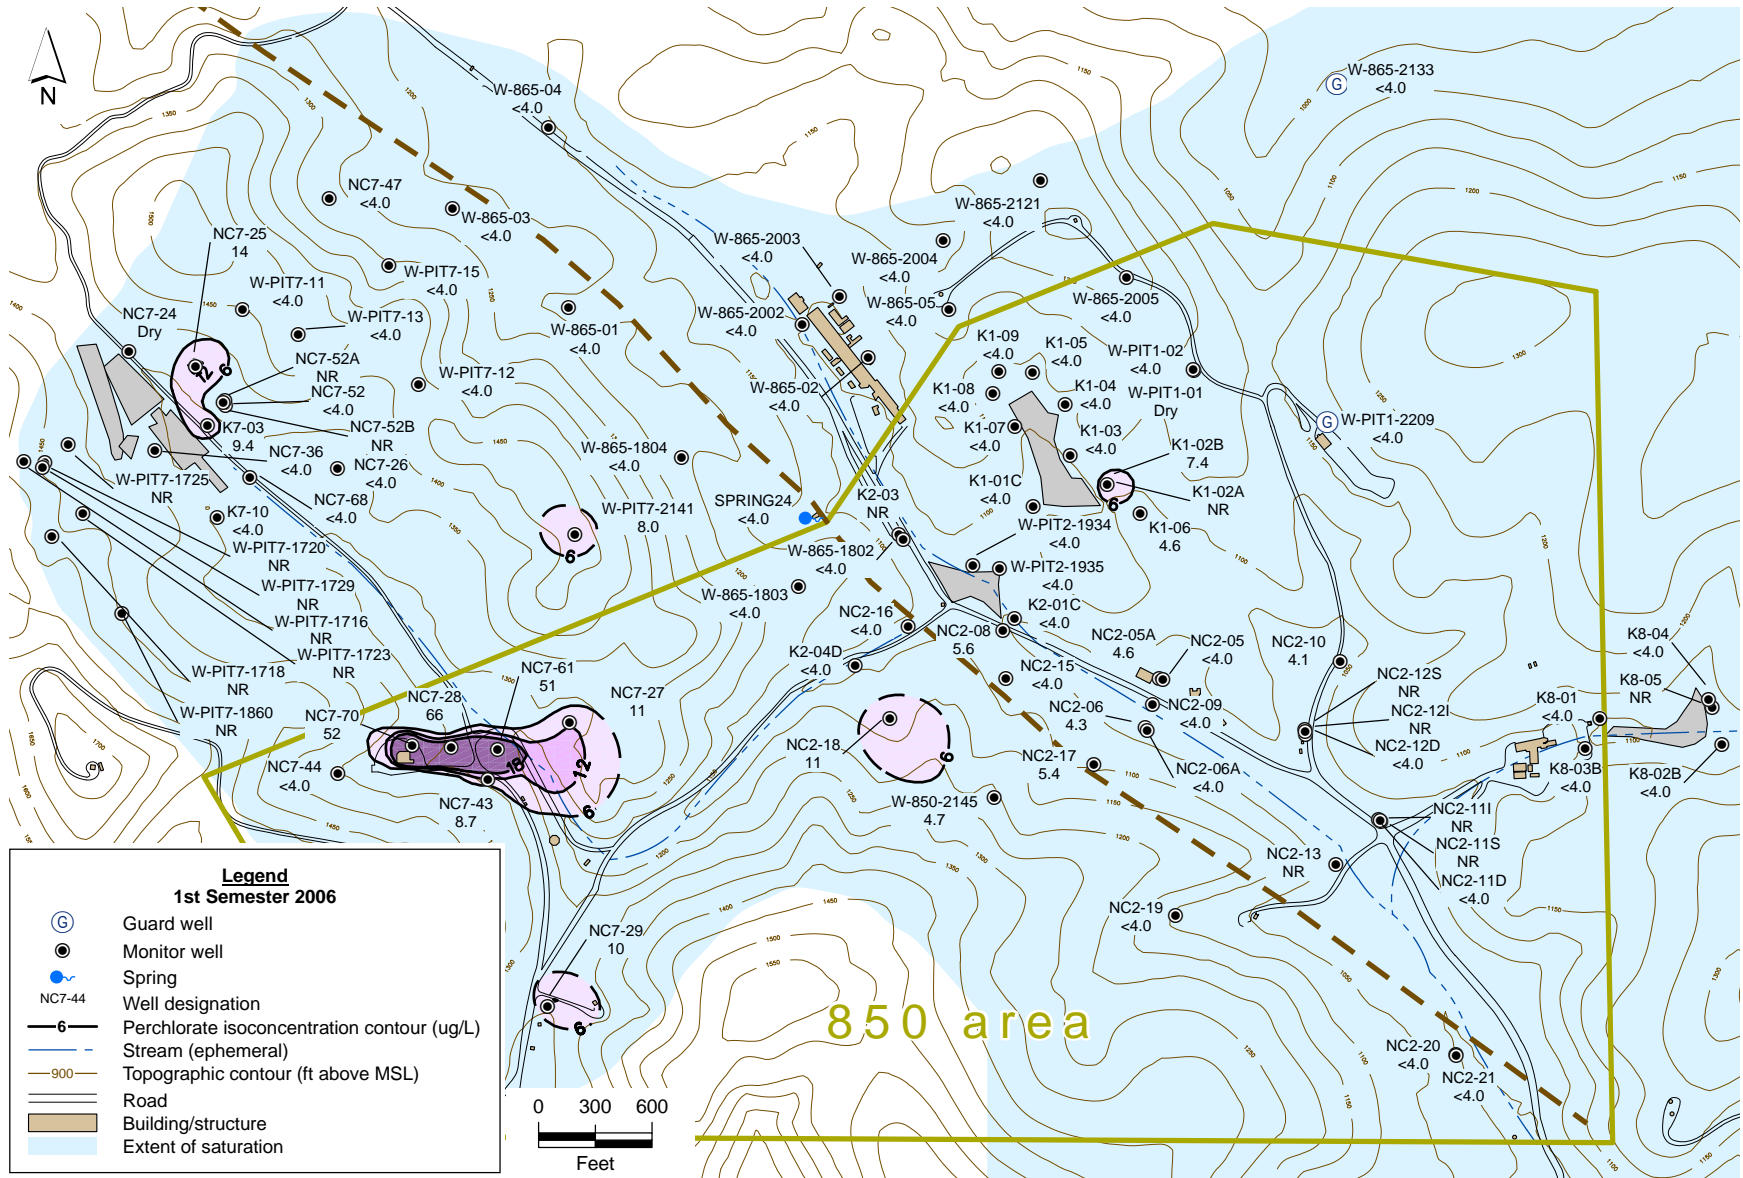 N
W-865-04
<4.0
W-865-2133
<4.0
G
NC7-47
<4.0
W-865-03
<4.0
W-865-2121
<4.0
NC7-25
14
W-865-2003
<4.0
W-865-2004
<4.0
W-PIT7-15
<4.0
W-PIT7-11
<4.0
W-865-05
<4.0
W-865-2005
<4.0
W-865-2002
<4.0
W-865-01
<4.0
W-PIT7-13
<4.0
NC7-24
Dry
K1-09
<4.0
K1-05
<4.0
W-PIT1-02
<4.0
NC7-52A
NR
W-PIT7-12
<4.0
W-865-02
<4.0
K1-08
<4.0
K1-04
<4.0
W-PIT1-01
Dry
NC7-52
<4.0
G
W-PIT1-2209
<4.0
K7-03
9.4
NC7-52B
NR
K1-07
<4.0
K1-03
<4.0
K1-02B
7.4
NC7-36
<4.0
W-865-1804
<4.0
NC7-26
<4.0
W-PIT7-1725
NR
K1-01C
<4.0
K1-02A
NR
NC7-68
<4.0
W-PIT7-2141
8.0
SPRING24
<4.0
K2-03
NR
K7-10
<4.0
W-PIT2-1934
<4.0
K1-06
4.6
W-PIT7-1720
NR
W-865-1802
<4.0
W-PIT2-1935
<4.0
W-PIT7-1729
NR
W-865-1803
<4.0
W-PIT7-1716
NR
NC2-16
<4.0
K2-01C
<4.0
NC2-08
5.6
NC2-05A
4.6
NC2-05
<4.0
NC2-10
4.1
K8-04
<4.0
W-PIT7-1723
NR
K2-04D
<4.0
W-PIT7-1718
NR
NC7-61
51
NC2-15
<4.0
NC2-12S
NR
K8-05
NR
NC7-28
66
NC7-27
11
K8-01
<4.0
W-PIT7-1860
NR
NC7-70
52
NC2-06
4.3
NC2-09
<4.0
NC2-12I
NR
NC2-12D
<4.0
NC2-18
11
NC2-17
5.4
NC2-06A
<4.0
K8-03B
<4.0
K8-02B
<4.0
NC7-44
<4.0
NC7-43
8.7
W-850-2145
4.7
NC2-11I
NR
NC2-11S
NR
NC2-13
NR
NC2-11D
<4.0
NC2-19
<4.0
NC7-29
10
850 area
NC2-20
<4.0
NC2-21
<4.0
12
6
6
6
18
12
6
6
6
Legend
1st Semester 2006
G Guard well
Monitor well
Spring
NC7-44 Well designation
6 Perchlorate isoconcentration contour (ug/L)
Stream (ephemeral)
900 Topographic contour (ft above MSL)
Road
Building/structure
Extent of saturation
0 300 600
Feet